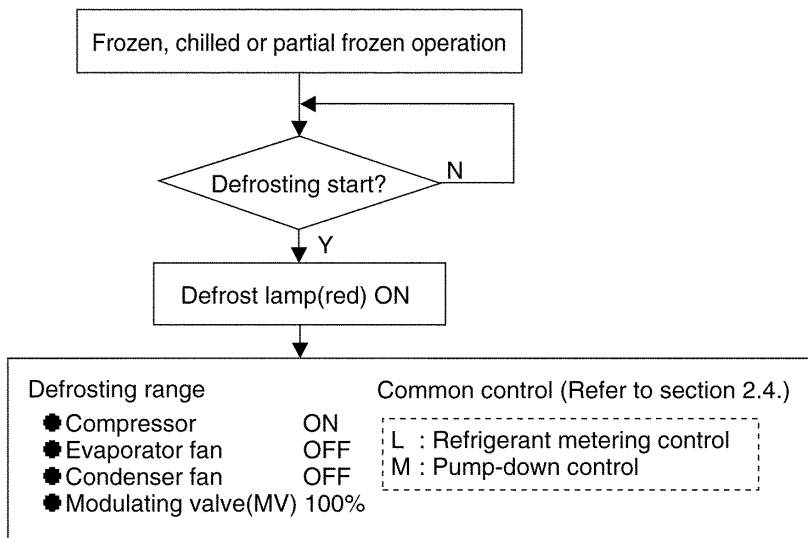 Frozen, chilled or partial frozen operation
Defrosting start?
N
Y
Defrost lamp(red) ON
Defrosting range
● Compressor ON
● Evaporator fan OFF
● Condenser fan OFF
● Modulating valve(MV) 100%
Common control (Refer to section 2.4.)
L : Refrigerant metering control
M : Pump-down control